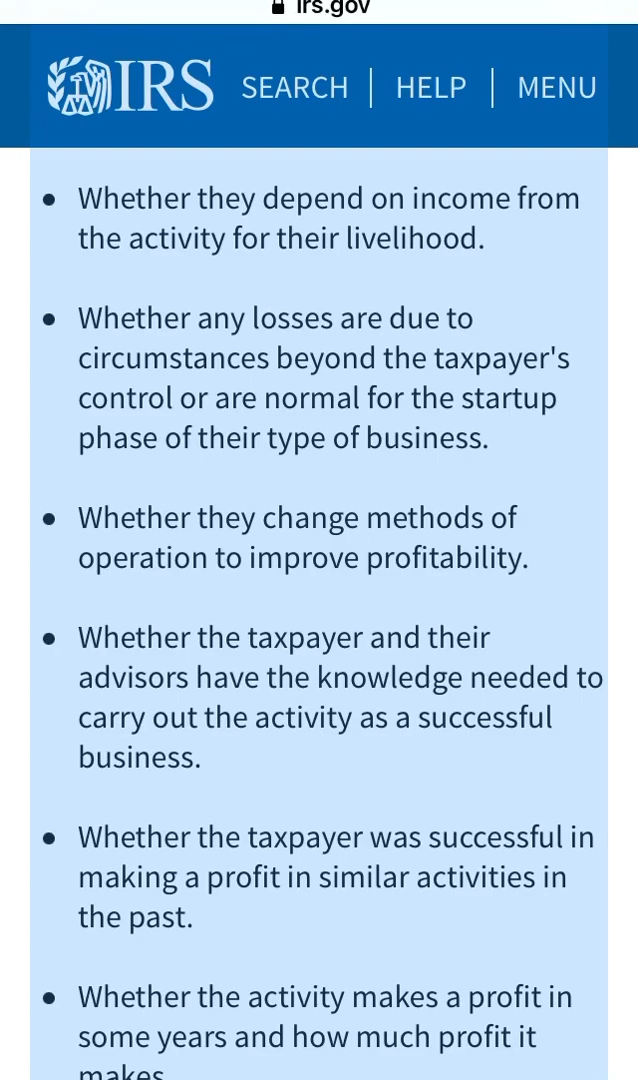 irs.gov
IRS SEARCH | HELP | MENU
• Whether they depend on income from
the activity for their livelihood.
• Whether any losses are due to
circumstances beyond the taxpayer's
control or are normal for the startup
phase of their type of business.
• Whether they change methods of
operation to improve profitability.
• Whether the taxpayer and their
advisors have the knowledge needed to
carry out the activity as a successful
business.
• Whether the taxpayer was successful in
making a profit in similar activities in
the past.
• Whether the activity makes a profit in
some years and how much profit it
makes